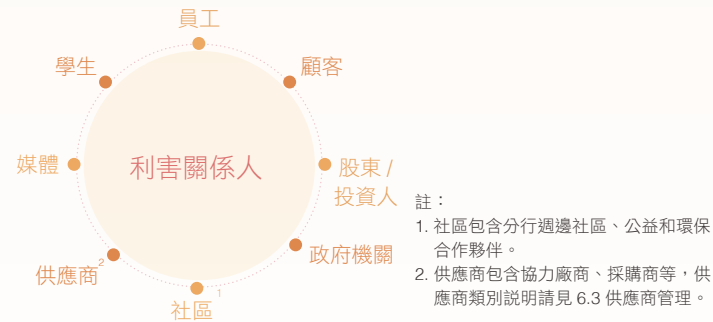 員工
學生
顧客
媒體
利害關係人
股東 /
投資人
供應商2
政府機關
社區1
註：
1. 社區包含分行週邊社區、公益和環保
合作夥伴。
2. 供應商包含協力廠商、採購商等，供
應商類別說明請見 6.3 供應商管理。